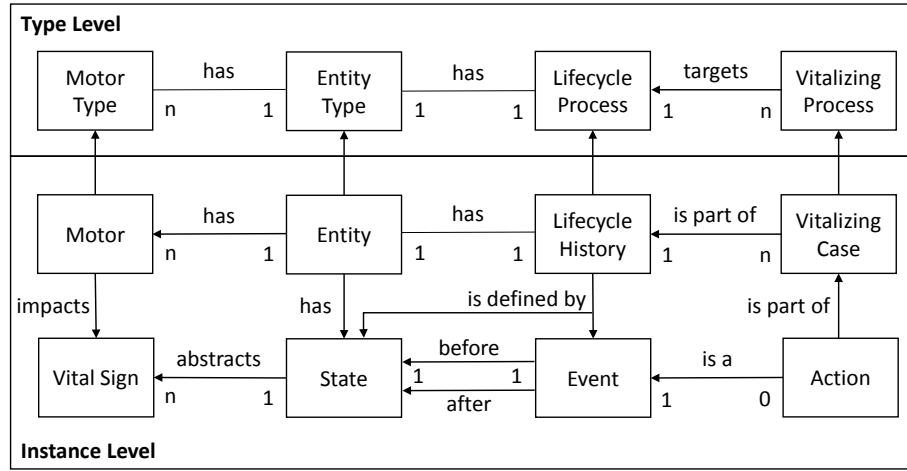 Type Level
has
has
targets
Motor
Type
Entity
Type
Lifecycle
Process
Vitalizing
Process
n
1
1
1
1
n
has
has
is part of
Motor
Entity
Lifecycle
History
Vitalizing
Case
n
1
1
1
1
n
impacts
has
is defined by
is part of
abstracts
before
is a
Vital Sign
State
Event
Action
n
1
1
1
1
0
after
Instance Level